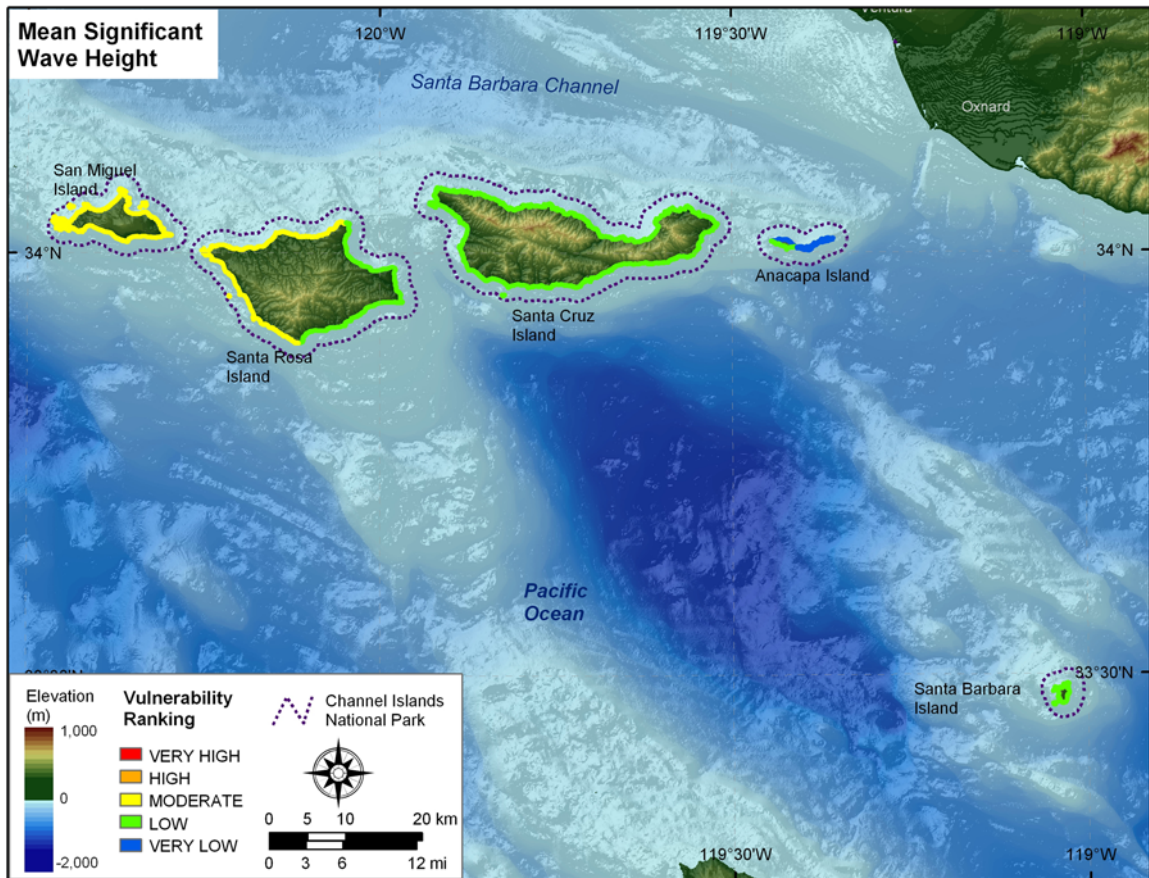 Mean Significant
Wave Height
120°W
119°30'W
119°W
Ventura
Santa Barbara Channel
Oxnard
San Miguel
Island
34°N
34°N
Anacapa Island
Santa Cruz
Island
Santa Rosa
Island
Pacific
Ocean
33°30'N
Santa Barbara
Island
Elevation
(m)
1,000
0
-2,000
Vulnerability
Ranking
VERY HIGH
HIGH
MODERATE
LOW
VERY LOW
Channel Islands
National Park
0 5 10 20 km
0 3 6 12 mi
119°30'W
119°W